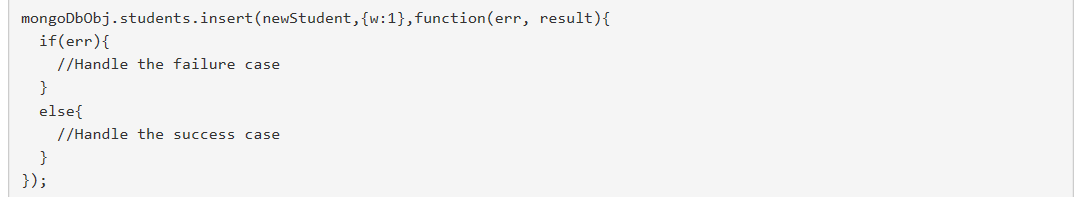 mongoDbObj.students.insert(newStudent,{w:1},function(err, result){
  if(err){
    //Handle the failure case
  }
  else{
    //Handle the success case
  }
});